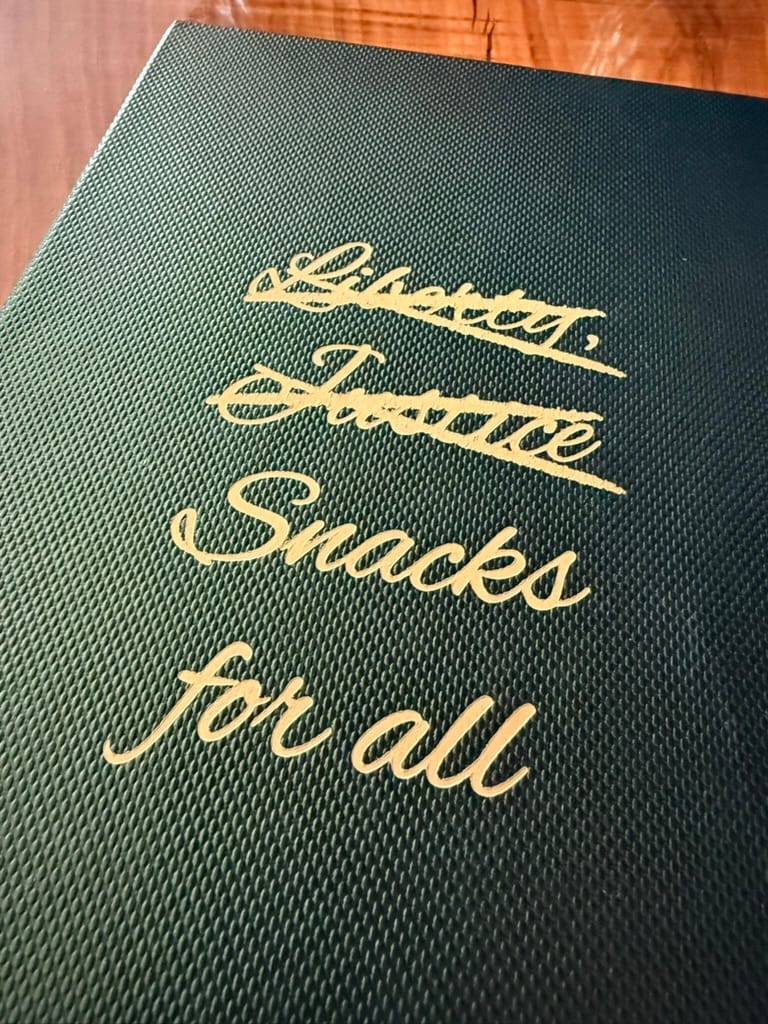 Liberty,
Justice
Snacks
for all